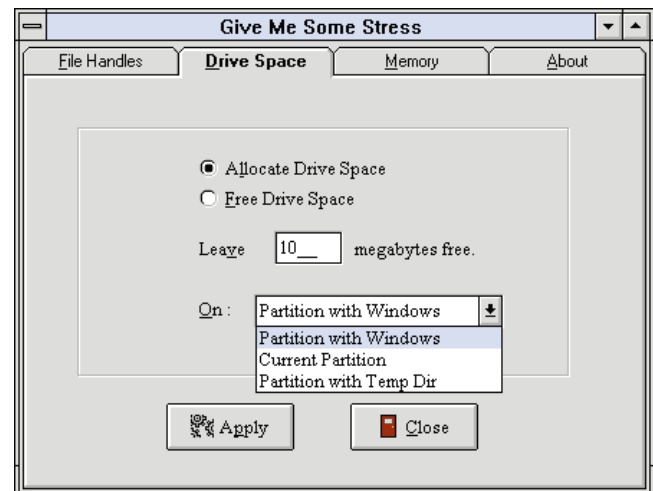 Give Me Some Stress
File Handles Drive Space Memory About
Allocate Drive Space
Free Drive Space
Leave 10__ megabytes free.
On : Partition with Windows
Partition with Windows
Current Partition
Partition with Temp Dir
Apply Close